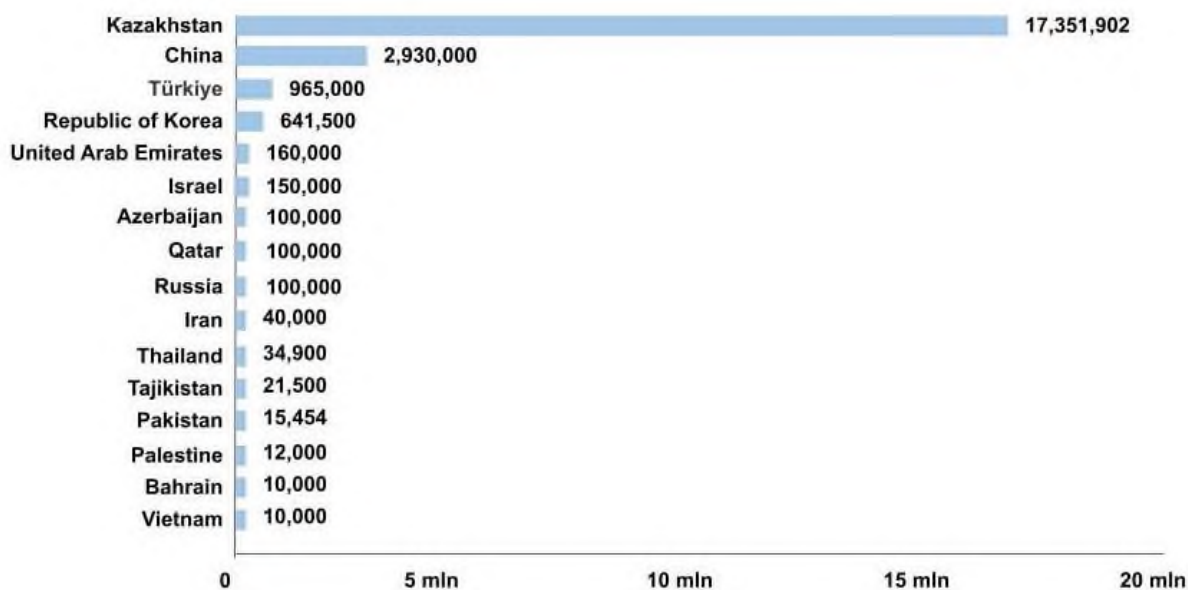 Kazakhstan 17,351,902
China 2,930,000
Türkiye 965,000
Republic of Korea 641,500
United Arab Emirates 160,000
Israel 150,000
Azerbaijan 100,000
Qatar 100,000
Russia 100,000
Iran 40,000
Thailand 34,900
Tajikistan 21,500
Pakistan 15,454
Palestine 12,000
Bahrain 10,000
Vietnam 10,000
0 5 mln 10 mln 15 mln 20 mln